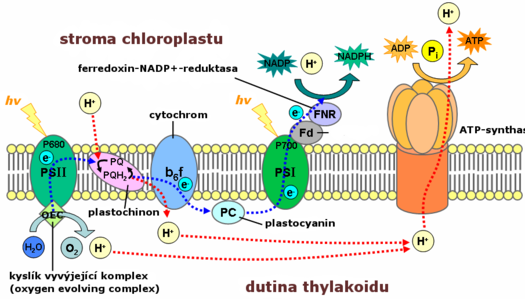 stroma chloroplastu
H⁺
ferredoxin-NADP+-reduktasa
NADP
H⁺
NADPH
ADP
Pᵢ
ATP
hν
H⁺
cytochrom
hν
FNR
Fd
ATP-synthas
P680
e⁻
PSII
PQ
PQH₂
b₆f
e⁻
P700
e⁻
PSI
e⁻
OEC
plastochinon
PC
plastocyanin
H₂O
O₂
H⁺
H⁺
H⁺
kyslík vyvýjející komplex
(oxygen evolving complex)
dutina thylakoidu